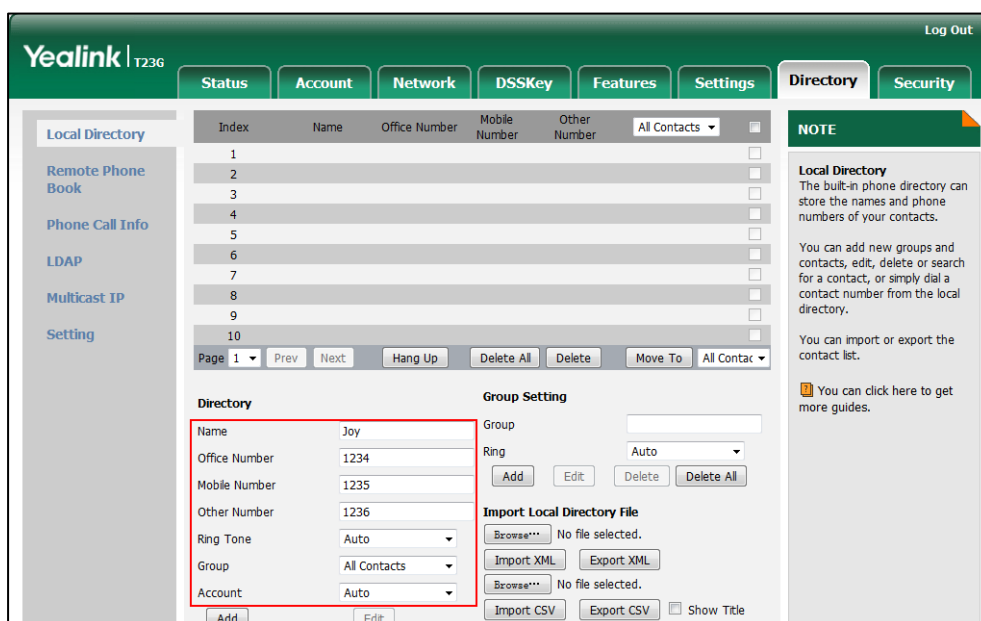 Log Out
Yealink T23G
Status Account Network DSSKey Features Settings Directory Security
Local Directory
Remote Phone
Book
Phone Call Info
LDAP
Multicast IP
Setting
Index Name Office Number Mobile Number Other Number All Contacts
1
2
3
4
5
6
7
8
9
10
Page 1 Prev Next Hang Up Delete All Delete Move To All Contac
Directory
Name Joy
Office Number 1234
Mobile Number 1235
Other Number 1236
Ring Tone Auto
Group All Contacts
Account Auto
Add Edit
Group Setting
Group
Ring Auto
Add Edit Delete Delete All
Import Local Directory File
Browse... No file selected.
Import XML Export XML
Browse... No file selected.
Import CSV Export CSV Show Title
NOTE
Local Directory
The built-in phone directory can
store the names and phone
numbers of your contacts.
You can add new groups and
contacts, edit, delete or search
for a contact, or simply dial a
contact number from the local
directory.
You can import or export the
contact list.
? You can click here to get
more guides.